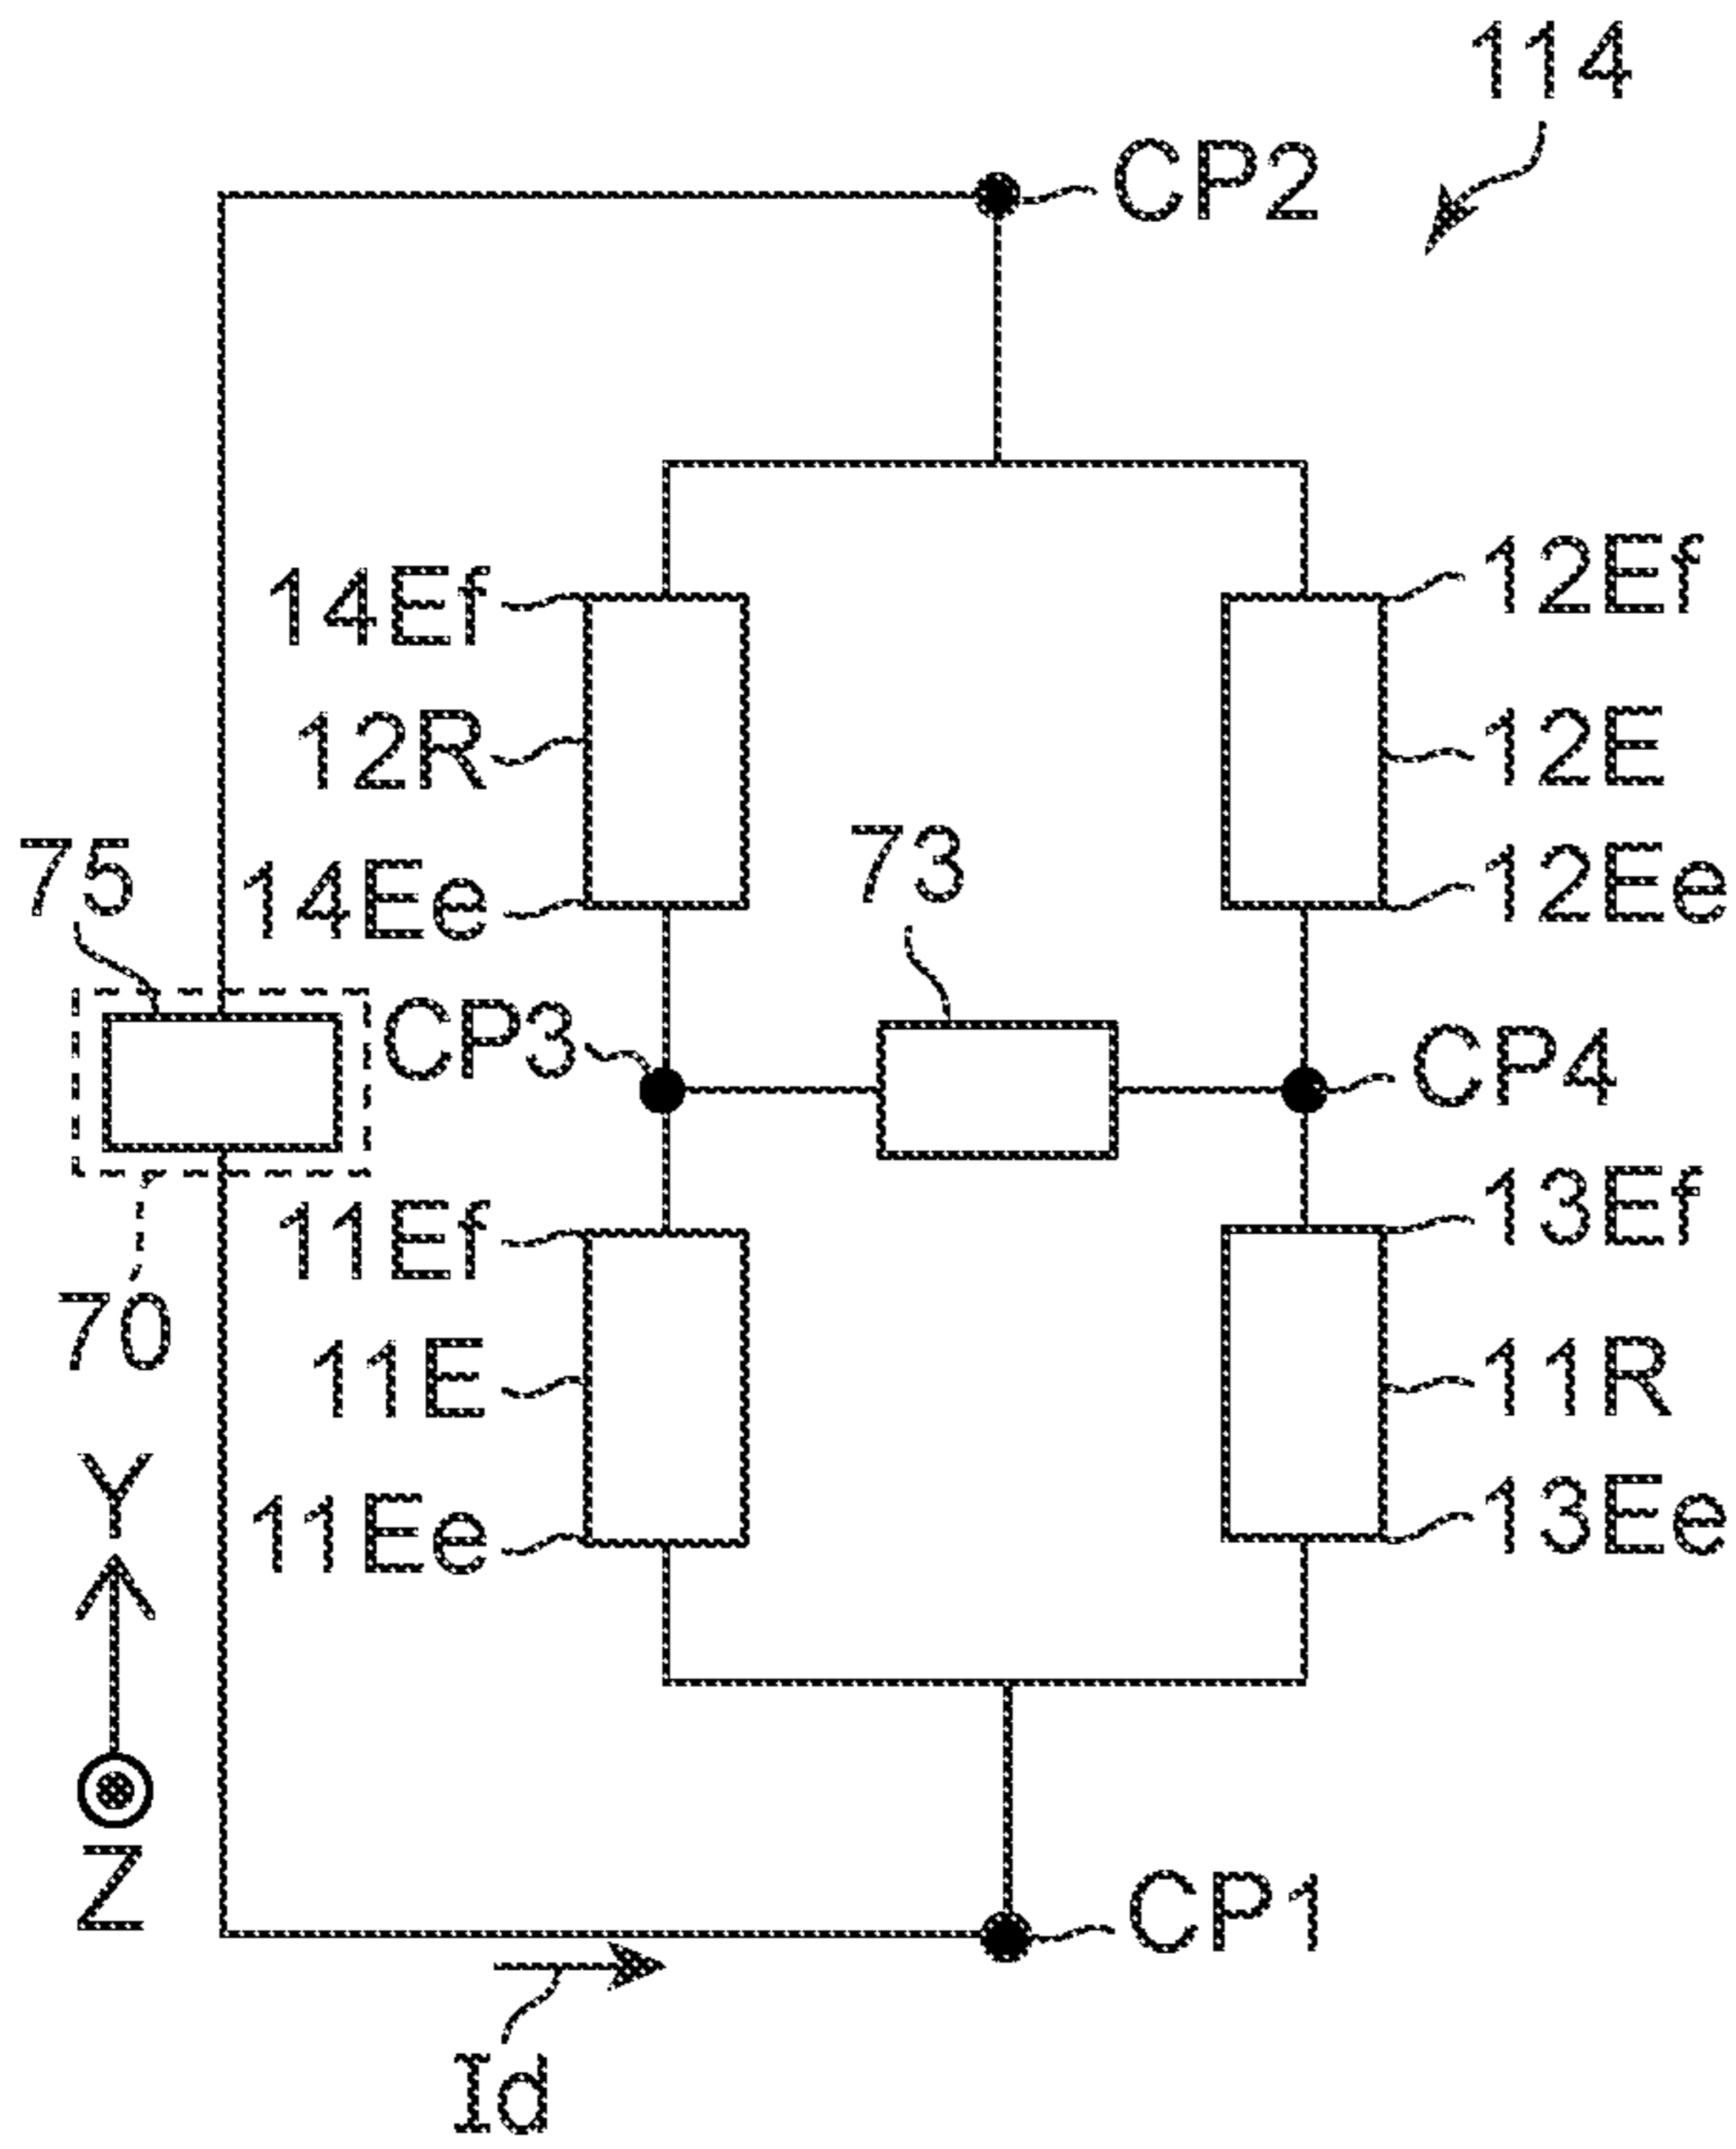 114
CP2
14Ef
12Ef
12R
12E
75
73
14Ee
12Ee
CP3
CP4
11Ef
13Ef
70
11E
11R
Y
11Ee
13Ee
Z
CP1
Id